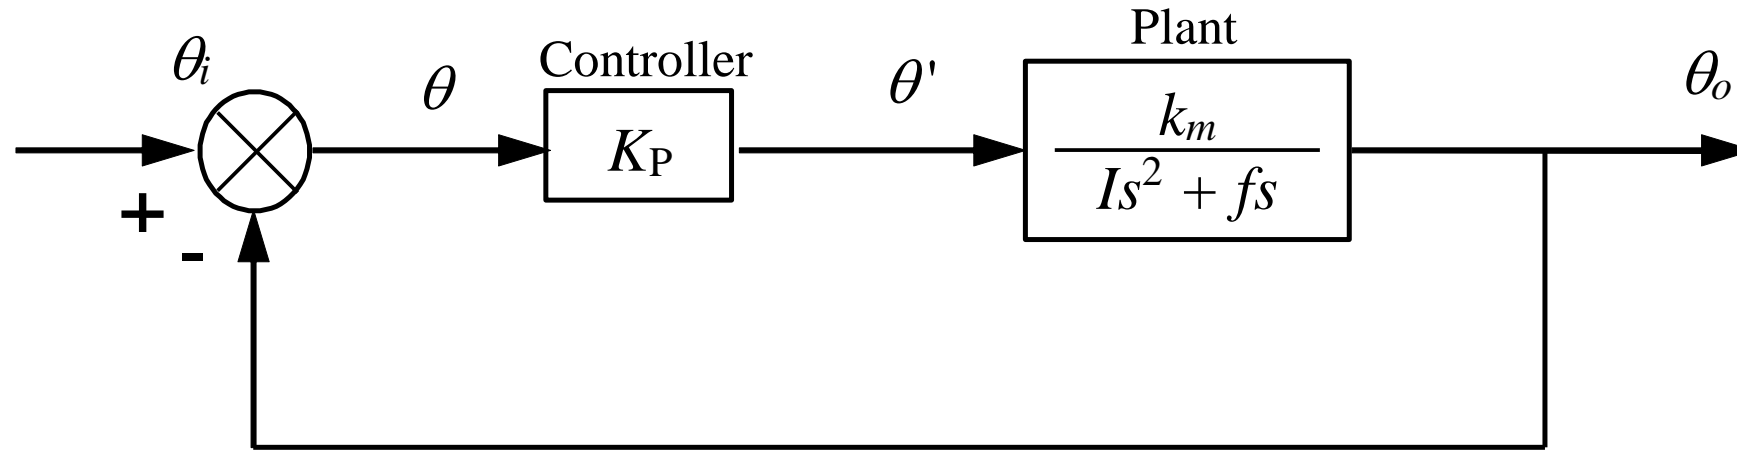 Plant
Controller
θi
θ
KP
θ'
km
Is² + fs
θo
+
-